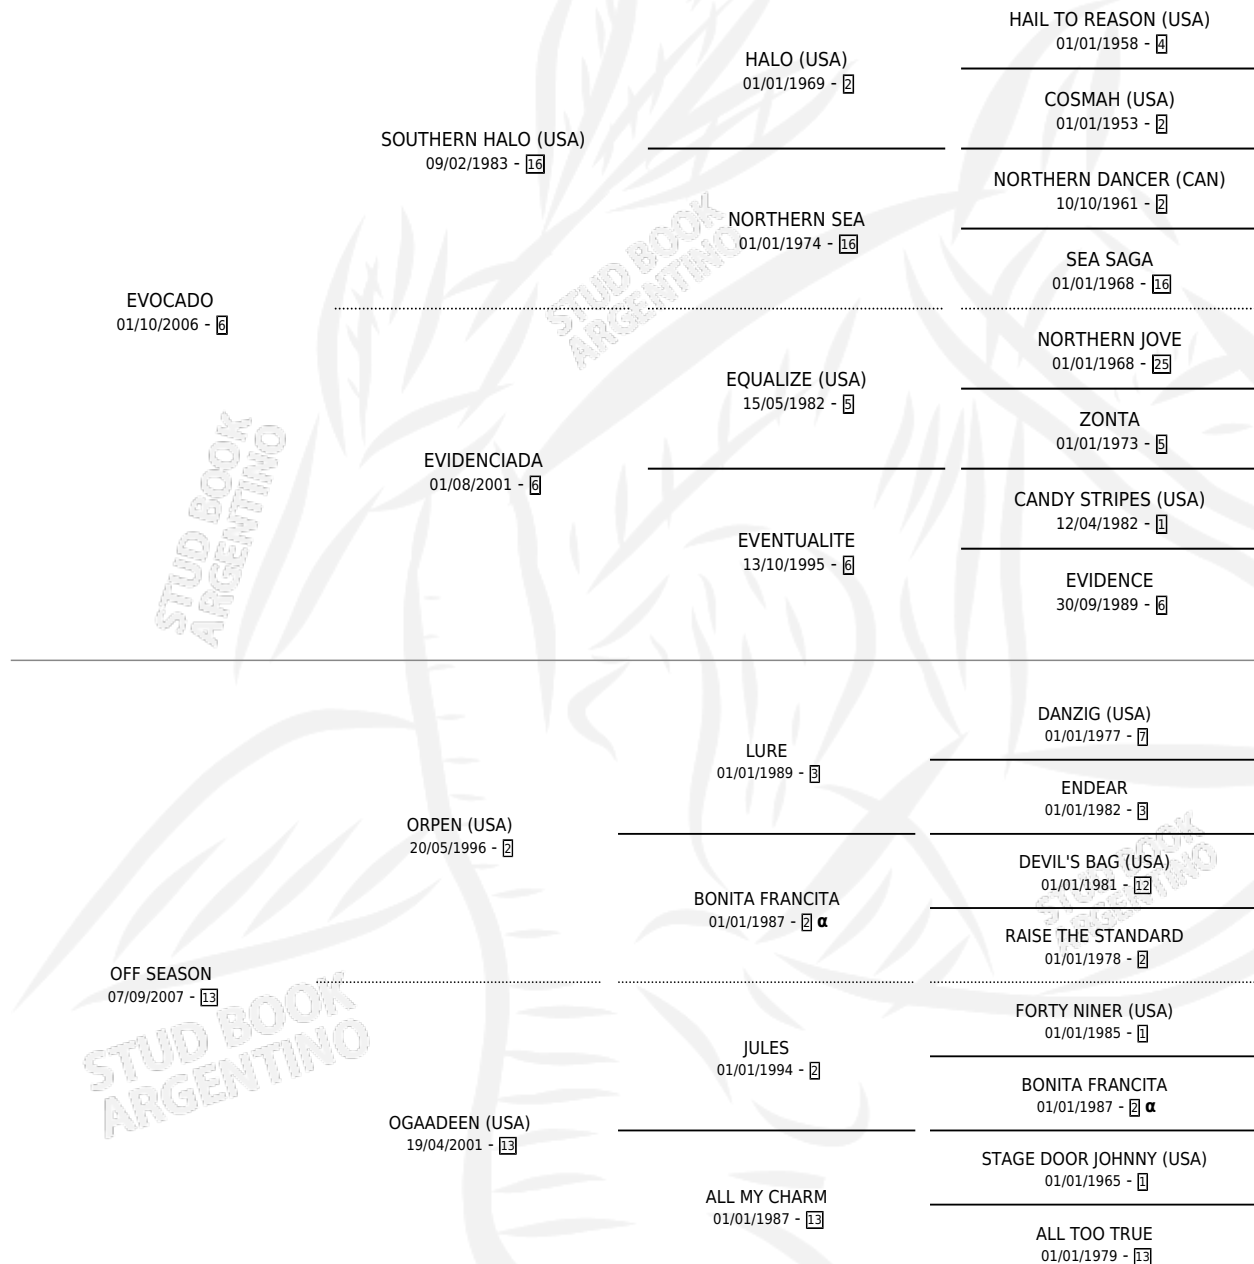 HAIL TO REASON (USA)
01/01/1958 - 4
HALO (USA)
01/01/1969 - 2
COSMAH (USA)
01/01/1953 - 2
SOUTHERN HALO (USA)
09/02/1983 - 16
NORTHERN DANCER (CAN)
10/10/1961 - 2
NORTHERN SEA
01/01/1974 - 16
SEA SAGA
01/01/1968 - 16
STUD BOOK
ARGENTINO
EVOCADO
01/10/2006 - 6
NORTHERN JOVE
01/01/1968 - 25
EQUALIZE (USA)
15/05/1982 - 5
ZONTA
01/01/1973 - 5
EVIDENCIADA
01/08/2001 - 6
CANDY STRIPES (USA)
12/04/1982 - 1
EVENTUALITE
13/10/1995 - 6
EVIDENCE
30/09/1989 - 6
STUD BOOK
ARGENTINO
DANZIG (USA)
01/01/1977 - 7
LURE
01/01/1989 - 3
ENDEAR
01/01/1982 - 3
ORPEN (USA)
20/05/1996 - 2
DEVIL'S BAG (USA)
01/01/1981 - 12
BONITA FRANCITA
01/01/1987 - 2 α
RAISE THE STANDARD
01/01/1978 - 2
STUD BOOK
ARGENTINO
OFF SEASON
07/09/2007 - 13
FORTY NINER (USA)
01/01/1985 - 1
JULES
01/01/1994 - 2
BONITA FRANCITA
01/01/1987 - 2 α
STUD BOOK
ARGENTINO
OGAADEEN (USA)
19/04/2001 - 13
STAGE DOOR JOHNNY (USA)
01/01/1965 - 1
ALL MY CHARM
01/01/1987 - 13
ALL TOO TRUE
01/01/1979 - 13